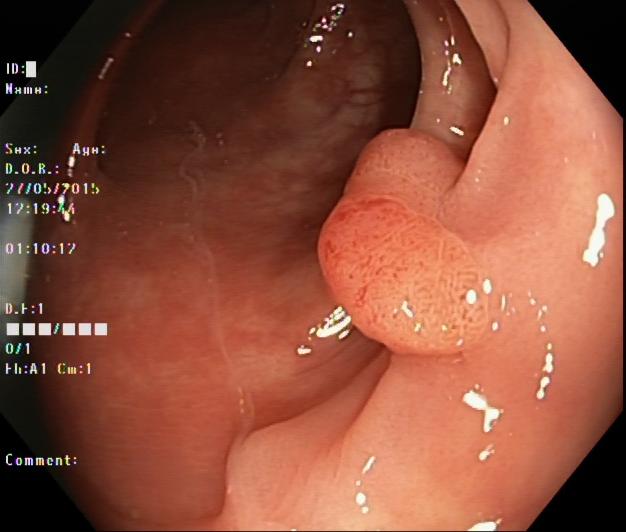 ID:
Name:
Sex: Age:
D.O.B.:
27/05/2015
12:19:44
01:10:17
D.F:1
/
0/1
Eh:A1 Cm:1
Comment: